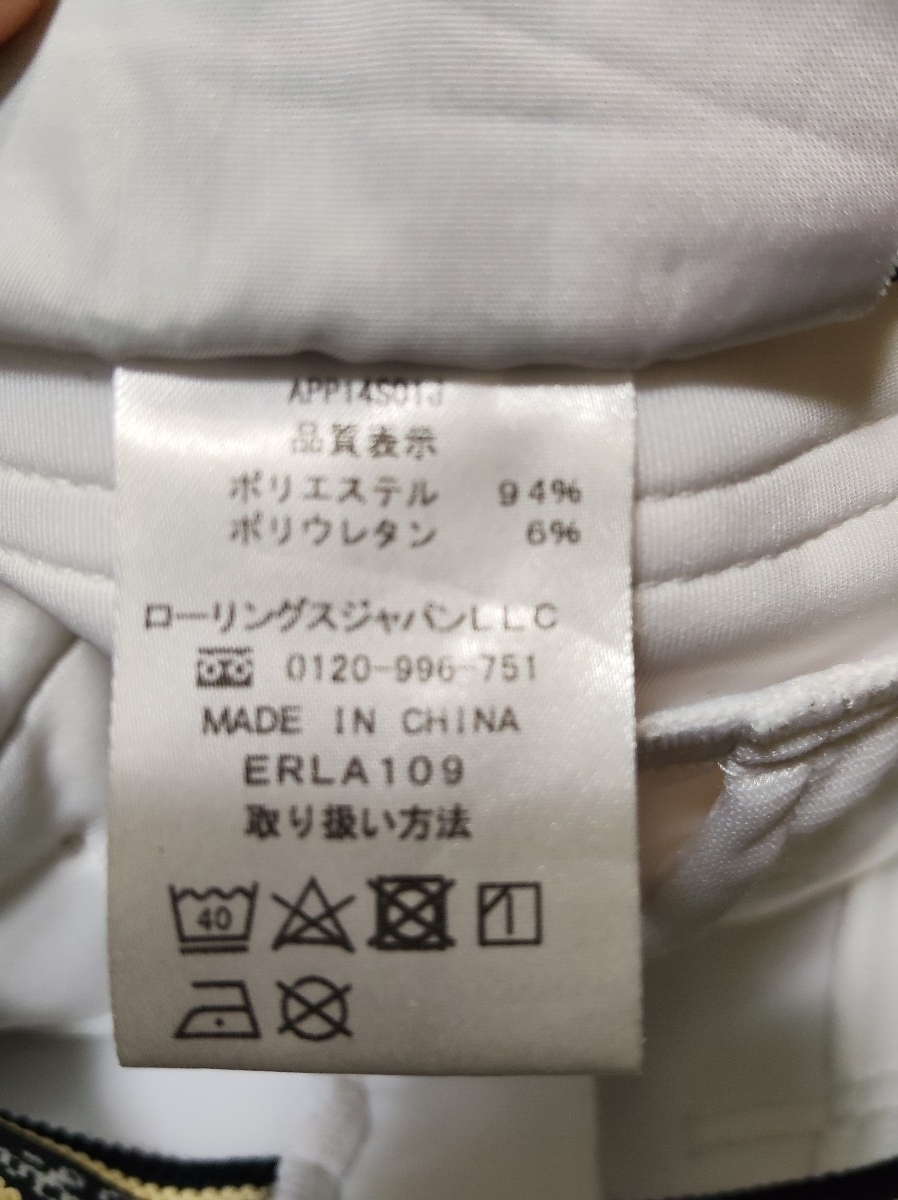 APP14S01J
品質表示
ポリエステル 94%
ポリウレタン 6%
ローリングスジャパンLLC
0120-996-751
MADE IN CHINA
ERLA109
取り扱い方法
40